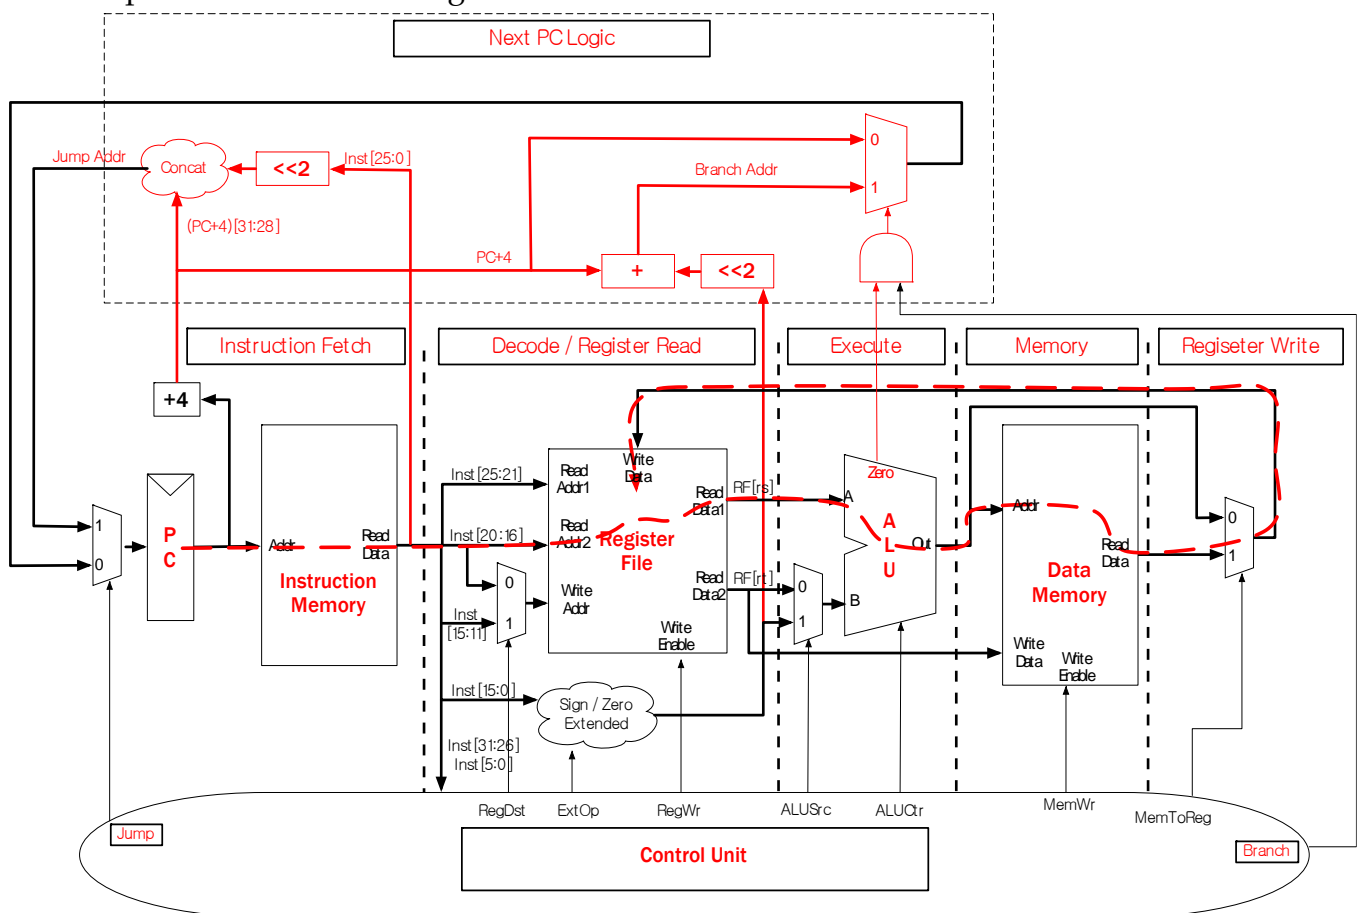 Next PC Logic
Jump Addr
Concat
<<2
Inst[25:0]
0
Branch Addr
1
(PC+4)[31:28]
PC+4
+
<<2
Instruction Fetch
Decode / Register Read
Execute
Memory
Regiseter Write
+4
1
0
PC
Addr
Read Data
Instruction Memory
Inst[25:21]
Inst[20:16]
Inst [15:11]
0
1
Read Addr1
Read Addr2
Write Addr
Write Data
Register File
Read Data1
Read Data2
Write Enable
RF[rs]
RF[rt]
0
1
Zero
A
B
ALU
Out
Addr
Read Data
Data Memory
Write Data
Write Enable
0
1
Inst[15:0]
Sign / Zero Extended
Inst[31:26]
Inst[5:0]
RegDst
ExtOp
RegWr
ALUSrc
ALUCtr
MemWr
MemToReg
Jump
Control Unit
Branch